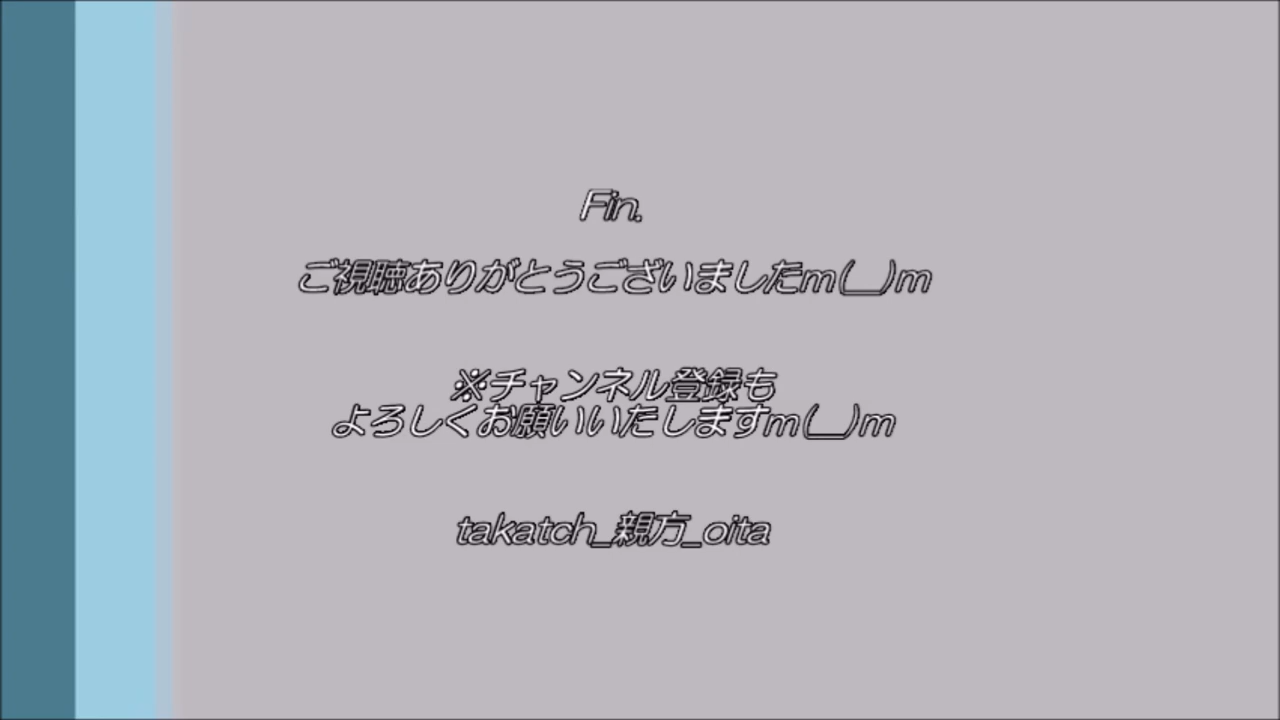 Fin.
ご視聴ありがとうございましたm(__)m
※チャンネル登録も
よろしくお願いいたしますm(__)m
takatch_親方_oita